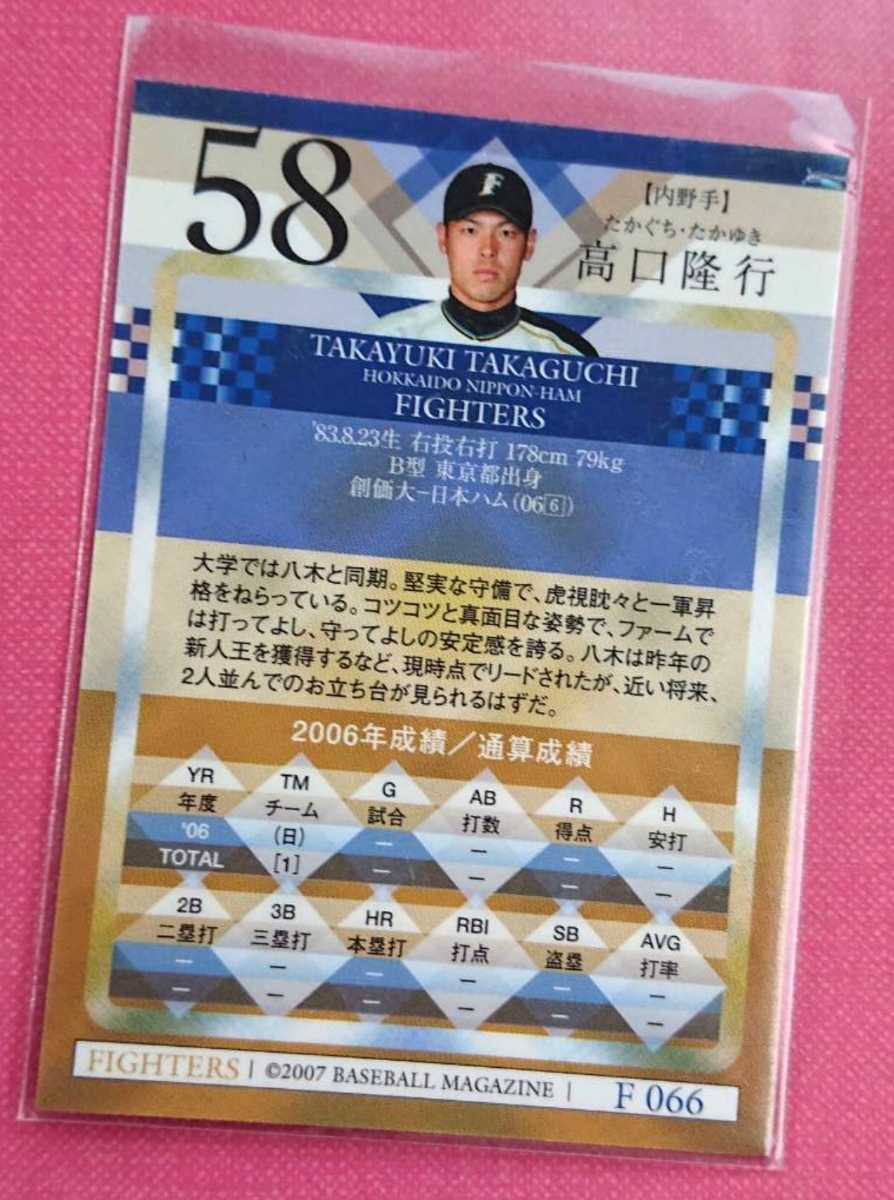 58
F
【内野手】
たかぐち・たかゆき
高口隆行
TAKAYUKI TAKAGUCHI
HOKKAIDO NIPPON-HAM
FIGHTERS
'83.8.23生 右投右打 178cm 79kg
B型 東京都出身
創価大−日本ハム(06[6])
大学では八木と同期。堅実な守備で、虎視眈々と一軍昇
格をねらっている。コツコツと真面目な姿勢で、ファームで
は打ってよし、守ってよしの安定感を誇る。八木は昨年の
新人王を獲得するなど、現時点でリードされたが、近い将来、
2人並んでのお立ち台が見られるはずだ。
2006年成績／通算成績
YR TM G AB R H
年度 チーム 試合 打数 得点 安打
'06 (日) − − − − 
TOTAL [1] − − − −
2B 3B HR RBI SB AVG
二塁打 三塁打 本塁打 打点 盗塁 打率
− − − − − −
− − − − − −
FIGHTERS | ©2007 BASEBALL MAGAZINE | F 066